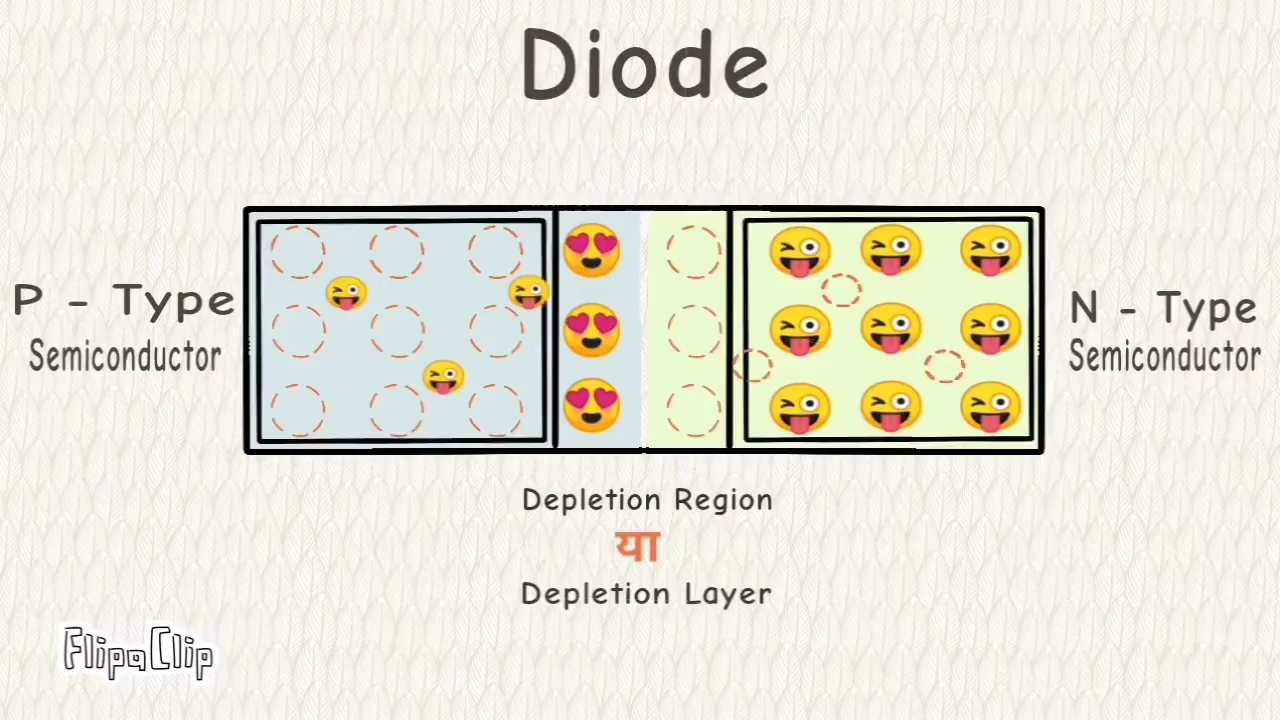 Diode
P - Type
Semiconductor
N - Type
Semiconductor
Depletion Region
या
Depletion Layer
FlipaClip